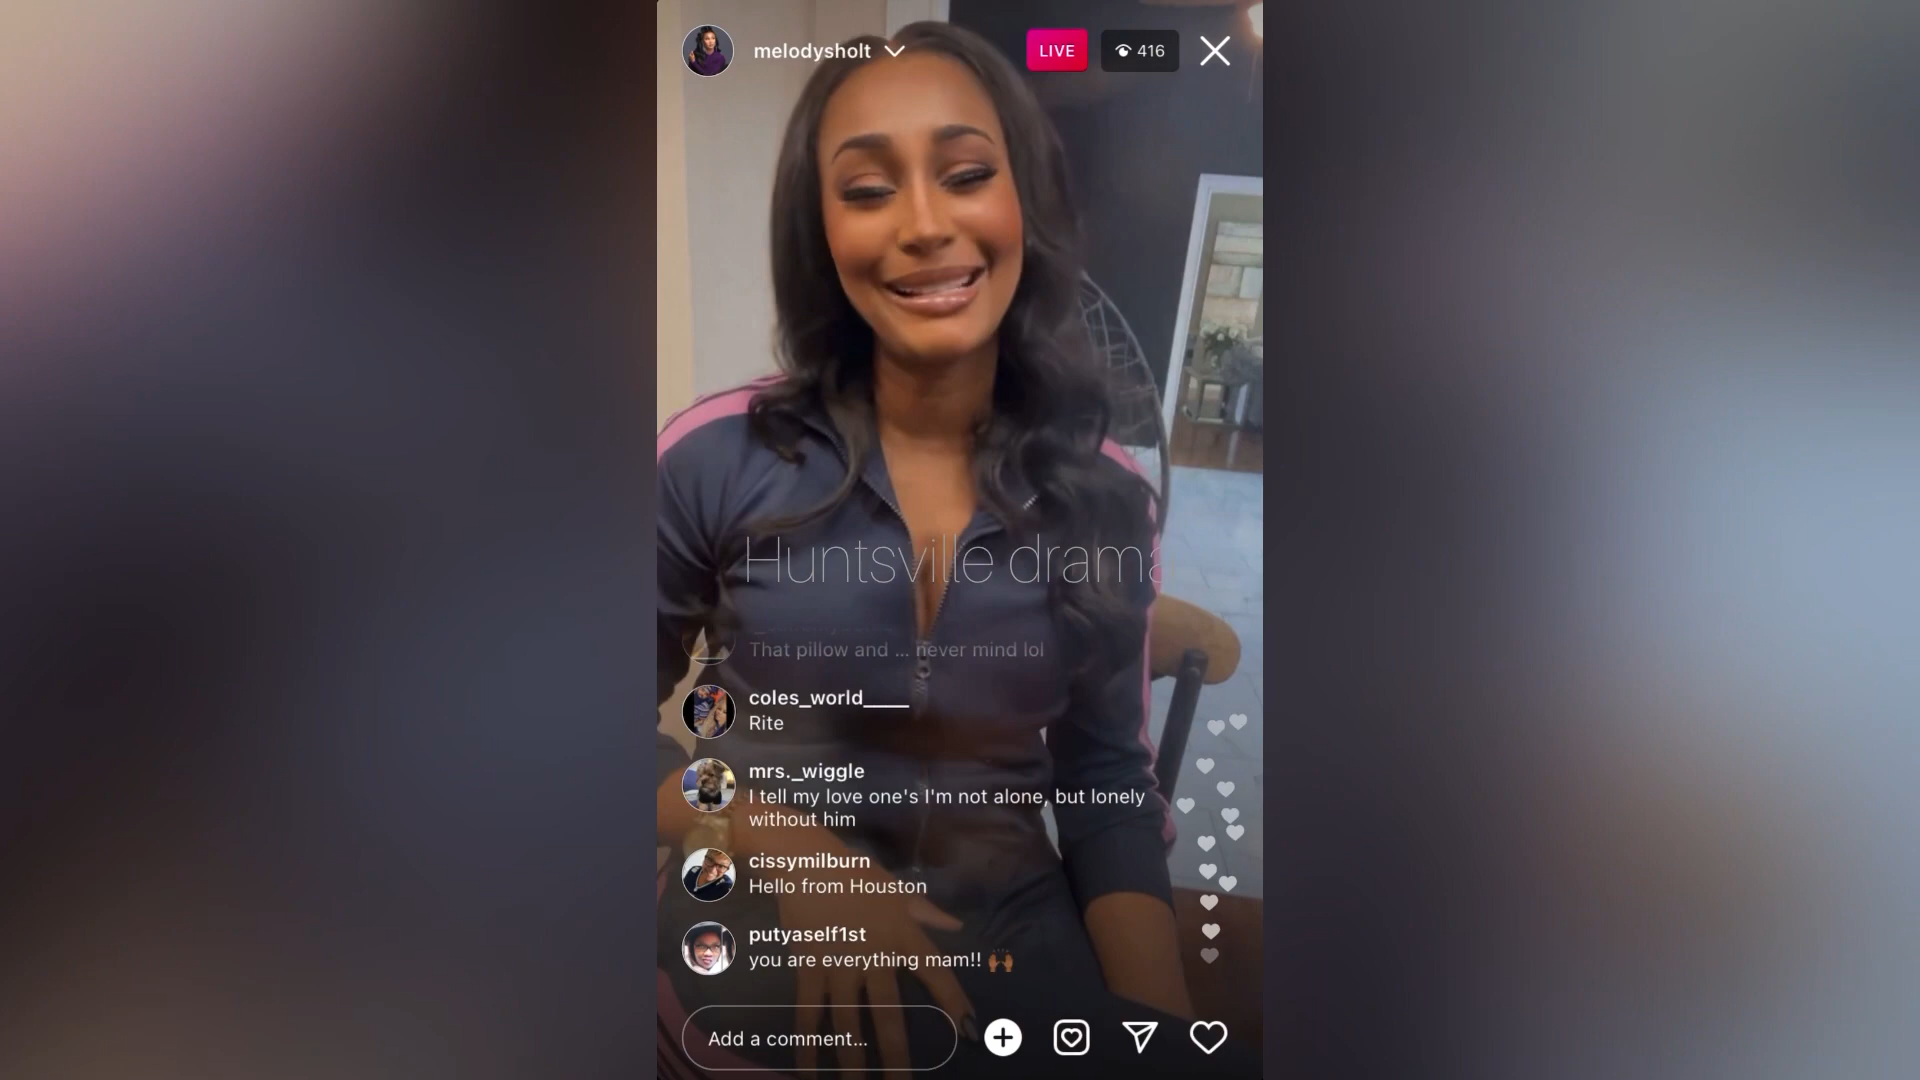 melodysholt
LIVE
416
Huntsville drama
That pillow and ... never mind lol
coles_world_____
Rite
mrs._wiggle
I tell my love one's I'm not alone, but lonely
without him
cissymilburn
Hello from Houston
putyaself1st
you are everything mam!! 🙌🏾
Add a comment...